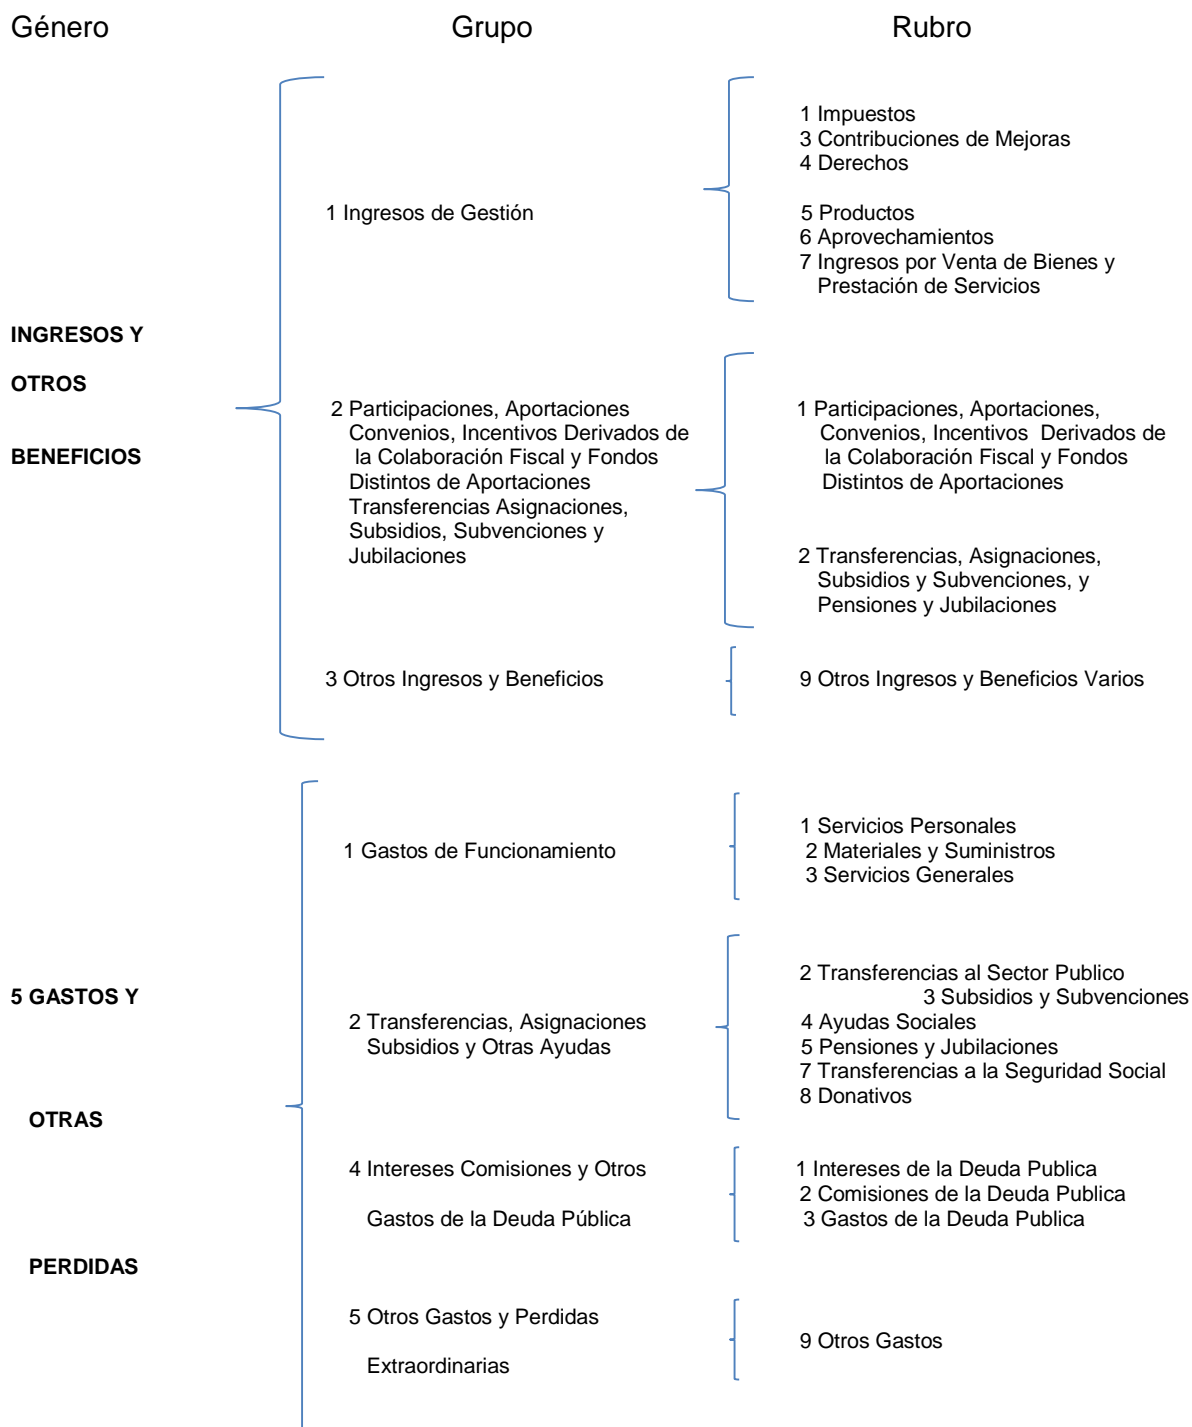 Género Grupo Rubro
1 Impuestos
3 Contribuciones de Mejoras
4 Derechos
1 Ingresos de Gestión
5 Productos
6 Aprovechamientos
7 Ingresos por Venta de Bienes y
Prestación de Servicios
INGRESOS Y
OTROS
BENEFICIOS
2 Participaciones, Aportaciones
Convenios, Incentivos Derivados de
la Colaboración Fiscal y Fondos
Distintos de Aportaciones
Transferencias Asignaciones,
Subsidios, Subvenciones y
Jubilaciones
1 Participaciones, Aportaciones,
Convenios, Incentivos Derivados de
la Colaboración Fiscal y Fondos
Distintos de Aportaciones
2 Transferencias, Asignaciones,
Subsidios y Subvenciones, y
Pensiones y Jubilaciones
3 Otros Ingresos y Beneficios
9 Otros Ingresos y Beneficios Varios
1 Gastos de Funcionamiento
1 Servicios Personales
2 Materiales y Suministros
3 Servicios Generales
5 GASTOS Y
OTRAS
PERDIDAS
2 Transferencias, Asignaciones
Subsidios y Otras Ayudas
2 Transferencias al Sector Publico
3 Subsidios y Subvenciones
4 Ayudas Sociales
5 Pensiones y Jubilaciones
7 Transferencias a la Seguridad Social
8 Donativos
4 Intereses Comisiones y Otros
Gastos de la Deuda Pública
1 Intereses de la Deuda Publica
2 Comisiones de la Deuda Publica
3 Gastos de la Deuda Publica
5 Otros Gastos y Perdidas
Extraordinarias
9 Otros Gastos